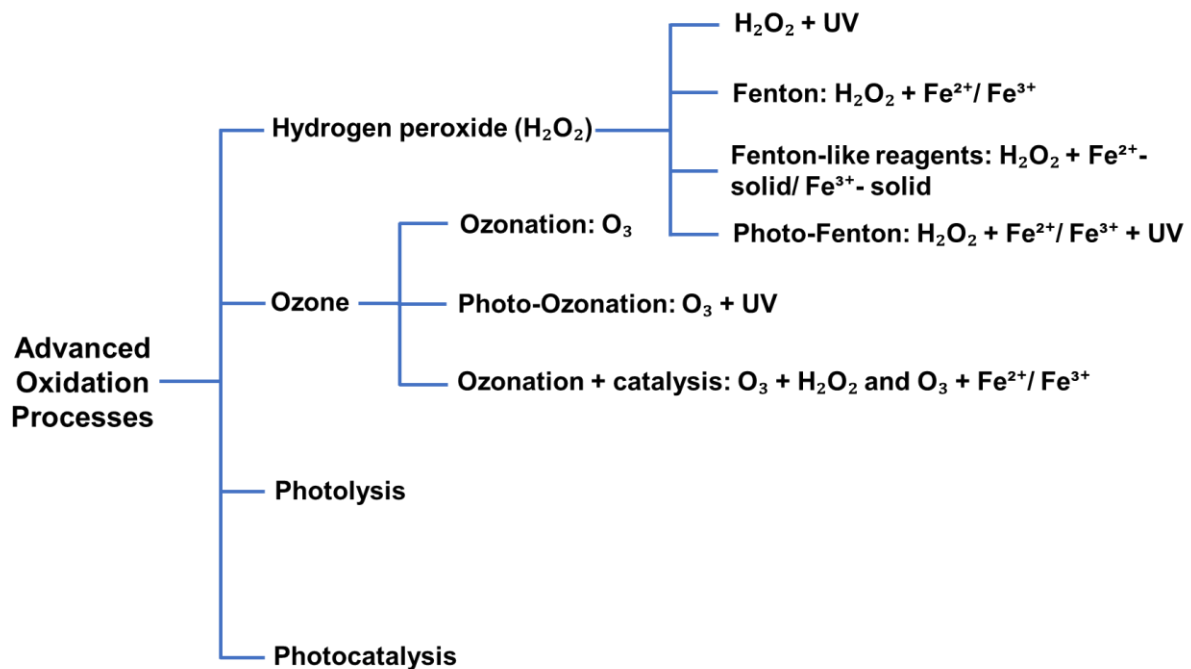 H₂O₂ + UV
Fenton: H₂O₂ + Fe²⁺/ Fe³⁺
Hydrogen peroxide (H₂O₂)
Fenton-like reagents: H₂O₂ + Fe²⁺-
solid/ Fe³⁺- solid
Photo-Fenton: H₂O₂ + Fe²⁺/ Fe³⁺ + UV
Ozonation: O₃
Ozone
Photo-Ozonation: O₃ + UV
Ozonation + catalysis: O₃ + H₂O₂ and O₃ + Fe²⁺/ Fe³⁺
Advanced
Oxidation
Processes
Photolysis
Photocatalysis